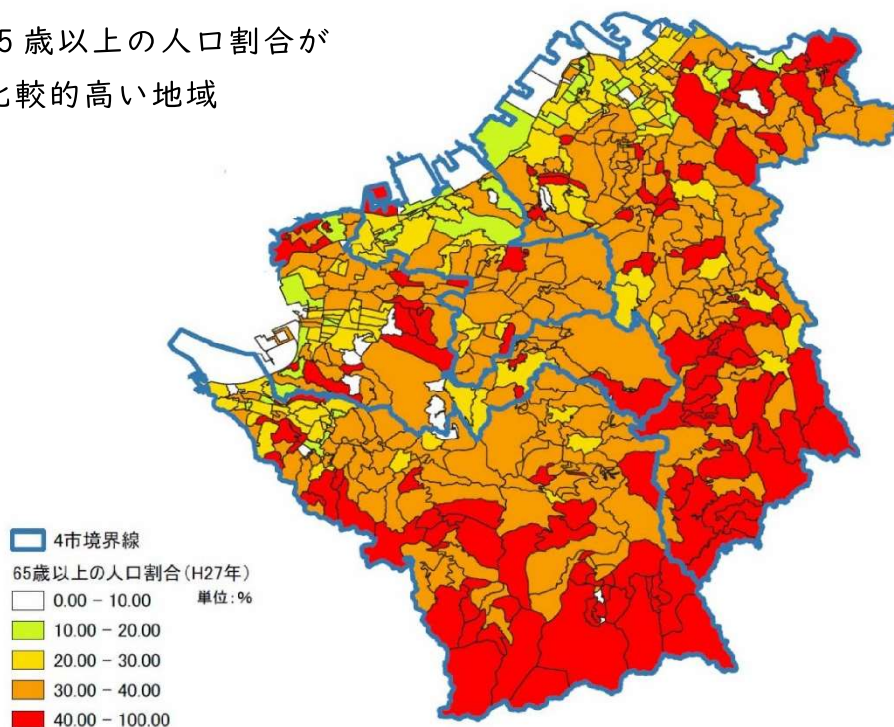 5歳以上の人口割合が
比較的高い地域
4市境界線
65歳以上の人口割合(H27年)
単位:%
0.00 - 10.00
10.00 - 20.00
20.00 - 30.00
30.00 - 40.00
40.00 - 100.00